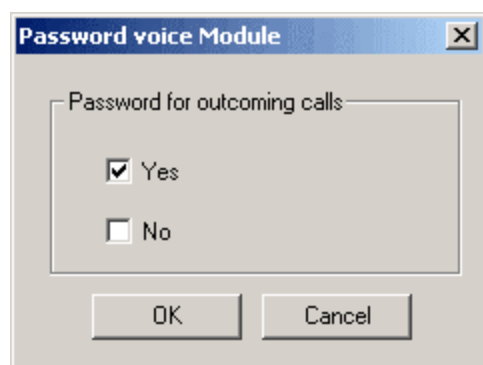 Password voice Module
Password for outcoming calls
Yes
No
OK Cancel